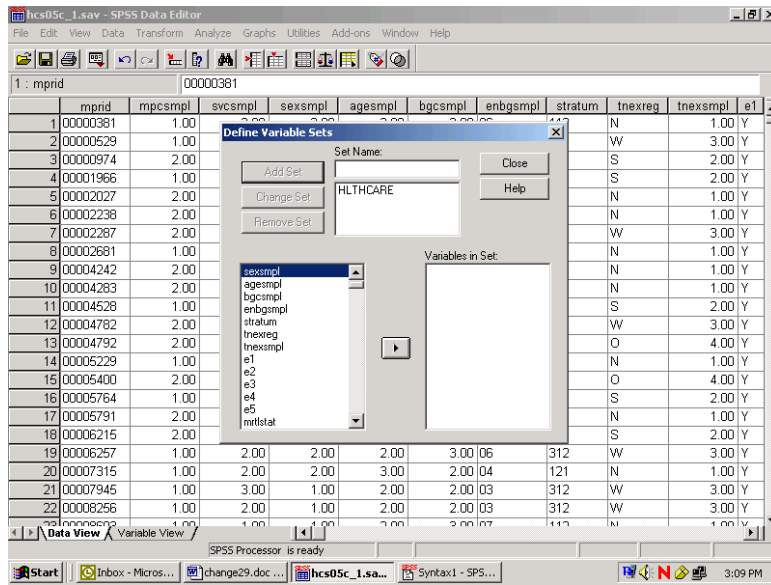 hcs05c_1.sav - SPSS Data Editor
File Edit View Data Transform Analyze Graphs Utilities Add-ons Window Help
1 : mprid 00000381
mprid mpcsmpl svcsmpl sexsmpl agesmpl bgcsmpl enbgsmpl stratum tnexreg tnexsmpl e1
1 00000381 1.00 N 1.00 Y
2 00000529 1.00 W 3.00 Y
3 00000974 2.00 S 2.00 Y
4 00001966 1.00 S 2.00 Y
5 00002027 2.00 N 1.00 Y
6 00002238 2.00 N 1.00 Y
7 00002287 2.00 W 3.00 Y
8 00002681 1.00 N 1.00 Y
9 00004242 2.00 N 1.00 Y
10 00004283 2.00 N 1.00 Y
11 00004528 1.00 S 2.00 Y
12 00004782 2.00 W 3.00 Y
13 00004792 2.00 O 4.00 Y
14 00005229 1.00 N 1.00 Y
15 00005400 2.00 O 4.00 Y
16 00005764 1.00 S 2.00 Y
17 00005791 2.00 N 1.00 Y
18 00006215 2.00 S 2.00 Y
19 00006257 1.00 2.00 2.00 2.00 3.00 06 312 W 3.00 Y
20 00007315 1.00 2.00 2.00 3.00 2.00 04 121 N 1.00 Y
21 00007945 1.00 3.00 1.00 2.00 2.00 03 312 W 3.00 Y
22 00008256 1.00 2.00 1.00 2.00 2.00 03 312 W 3.00 Y
Define Variable Sets
Set Name:
Add Set
Change Set
Remove Set
HLTHCARE
Close
Help
Variables in Set:
sexsmpl
agesmpl
bgcsmpl
enbgsmpl
stratum
tnexreg
tnexsmpl
e1
e2
e3
e4
e5
mrtlstat
Data View Variable View
SPSS Processor is ready
Start Inbox - Micros... change29.doc ... hcs05c_1.sa... Syntax1 - SPS... 3:09 PM